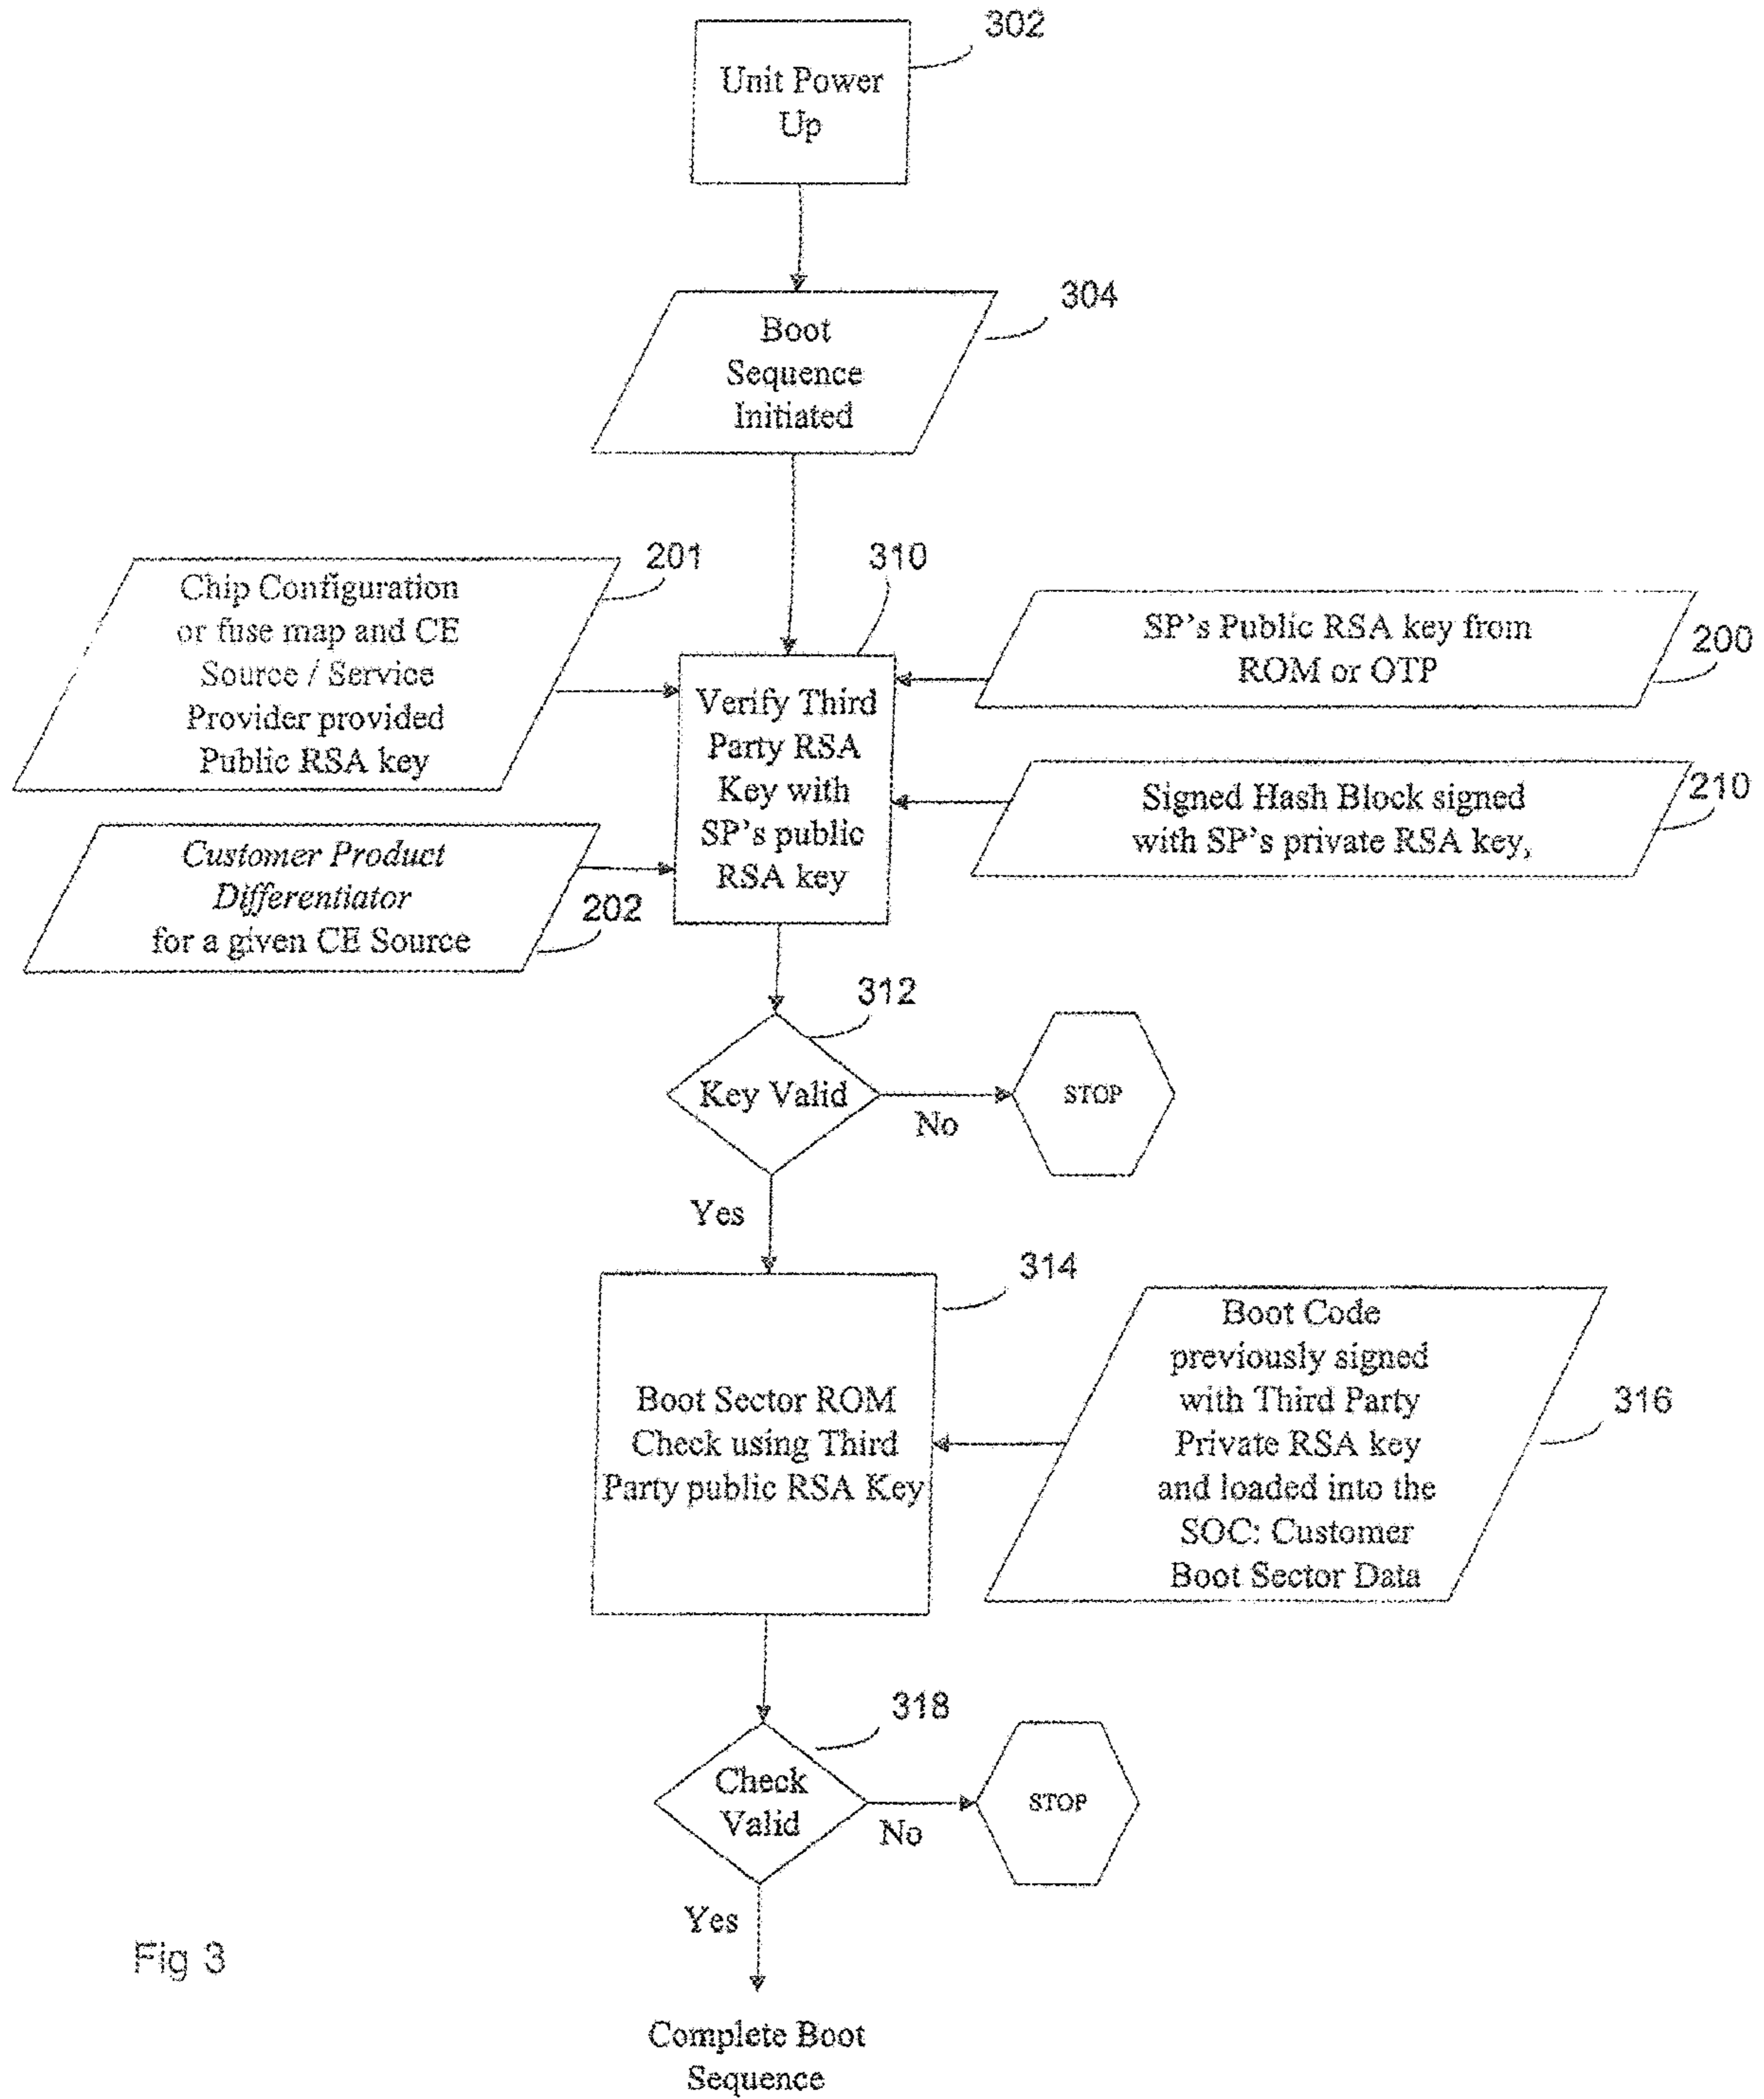 302
Unit Power
Up
304
Boot
Sequence
Initiated
201
310
Chip Configuration
or fuse map and CE
Source / Service
Provider provided
Public RSA key
SP's Public RSA key from
ROM or OTP
200
Verify Third
Party RSA
Key with
SP's public
RSA key
Signed Hash Block signed
with SP's private RSA key,
210
Customer Product
Differentiator
for a given CE Source
202
312
Key Valid
No
STOP
Yes
314
Boot Sector ROM
Check using Third
Party public RSA Key
Boot Code
previously signed
with Third Party
Private RSA key
and loaded into the
SOC: Customer
Boot Sector Data
316
318
Check
Valid
No
STOP
Yes
Fig 3
Complete Boot
Sequence